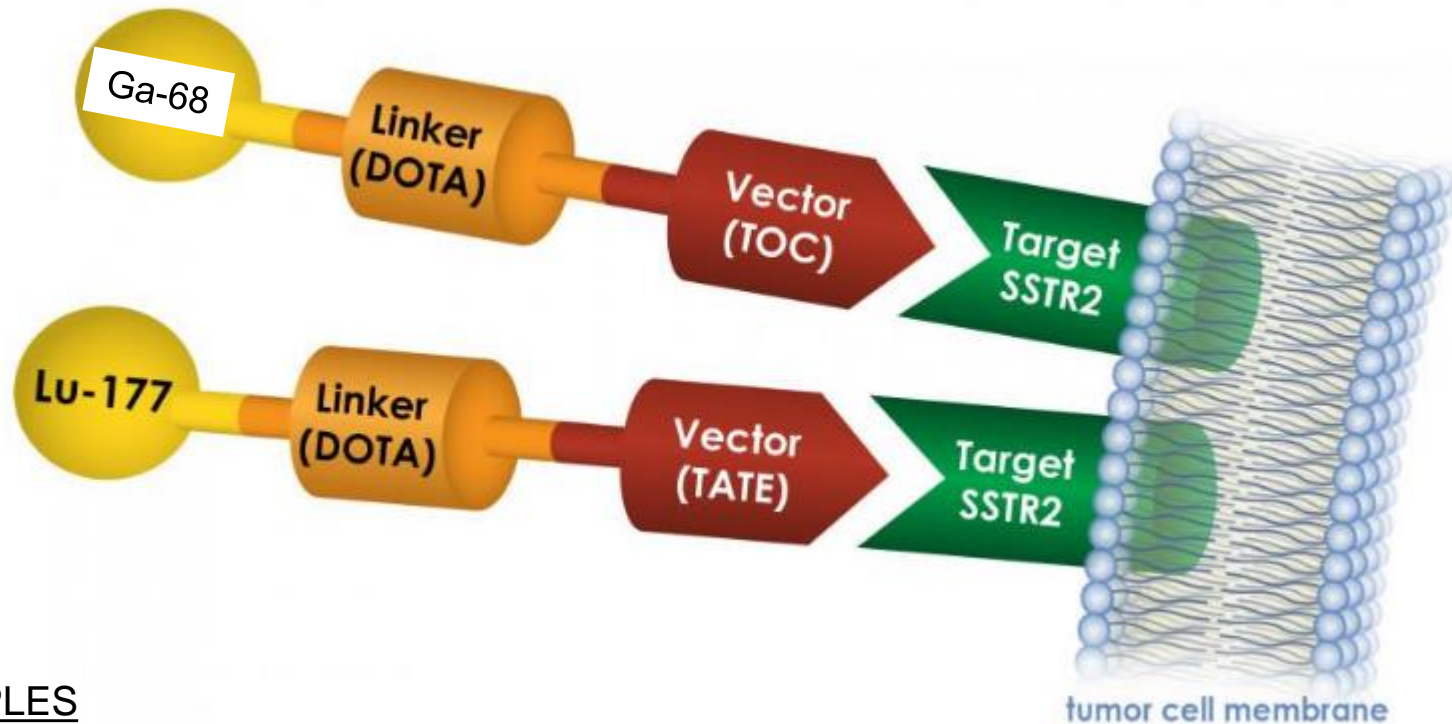 Ga-68
Linker
(DOTA)
Vector
(TOC)
Target
SSTR2
Lu-177
Linker
(DOTA)
Vector
(TATE)
Target
SSTR2
PLES
tumor cell membrane